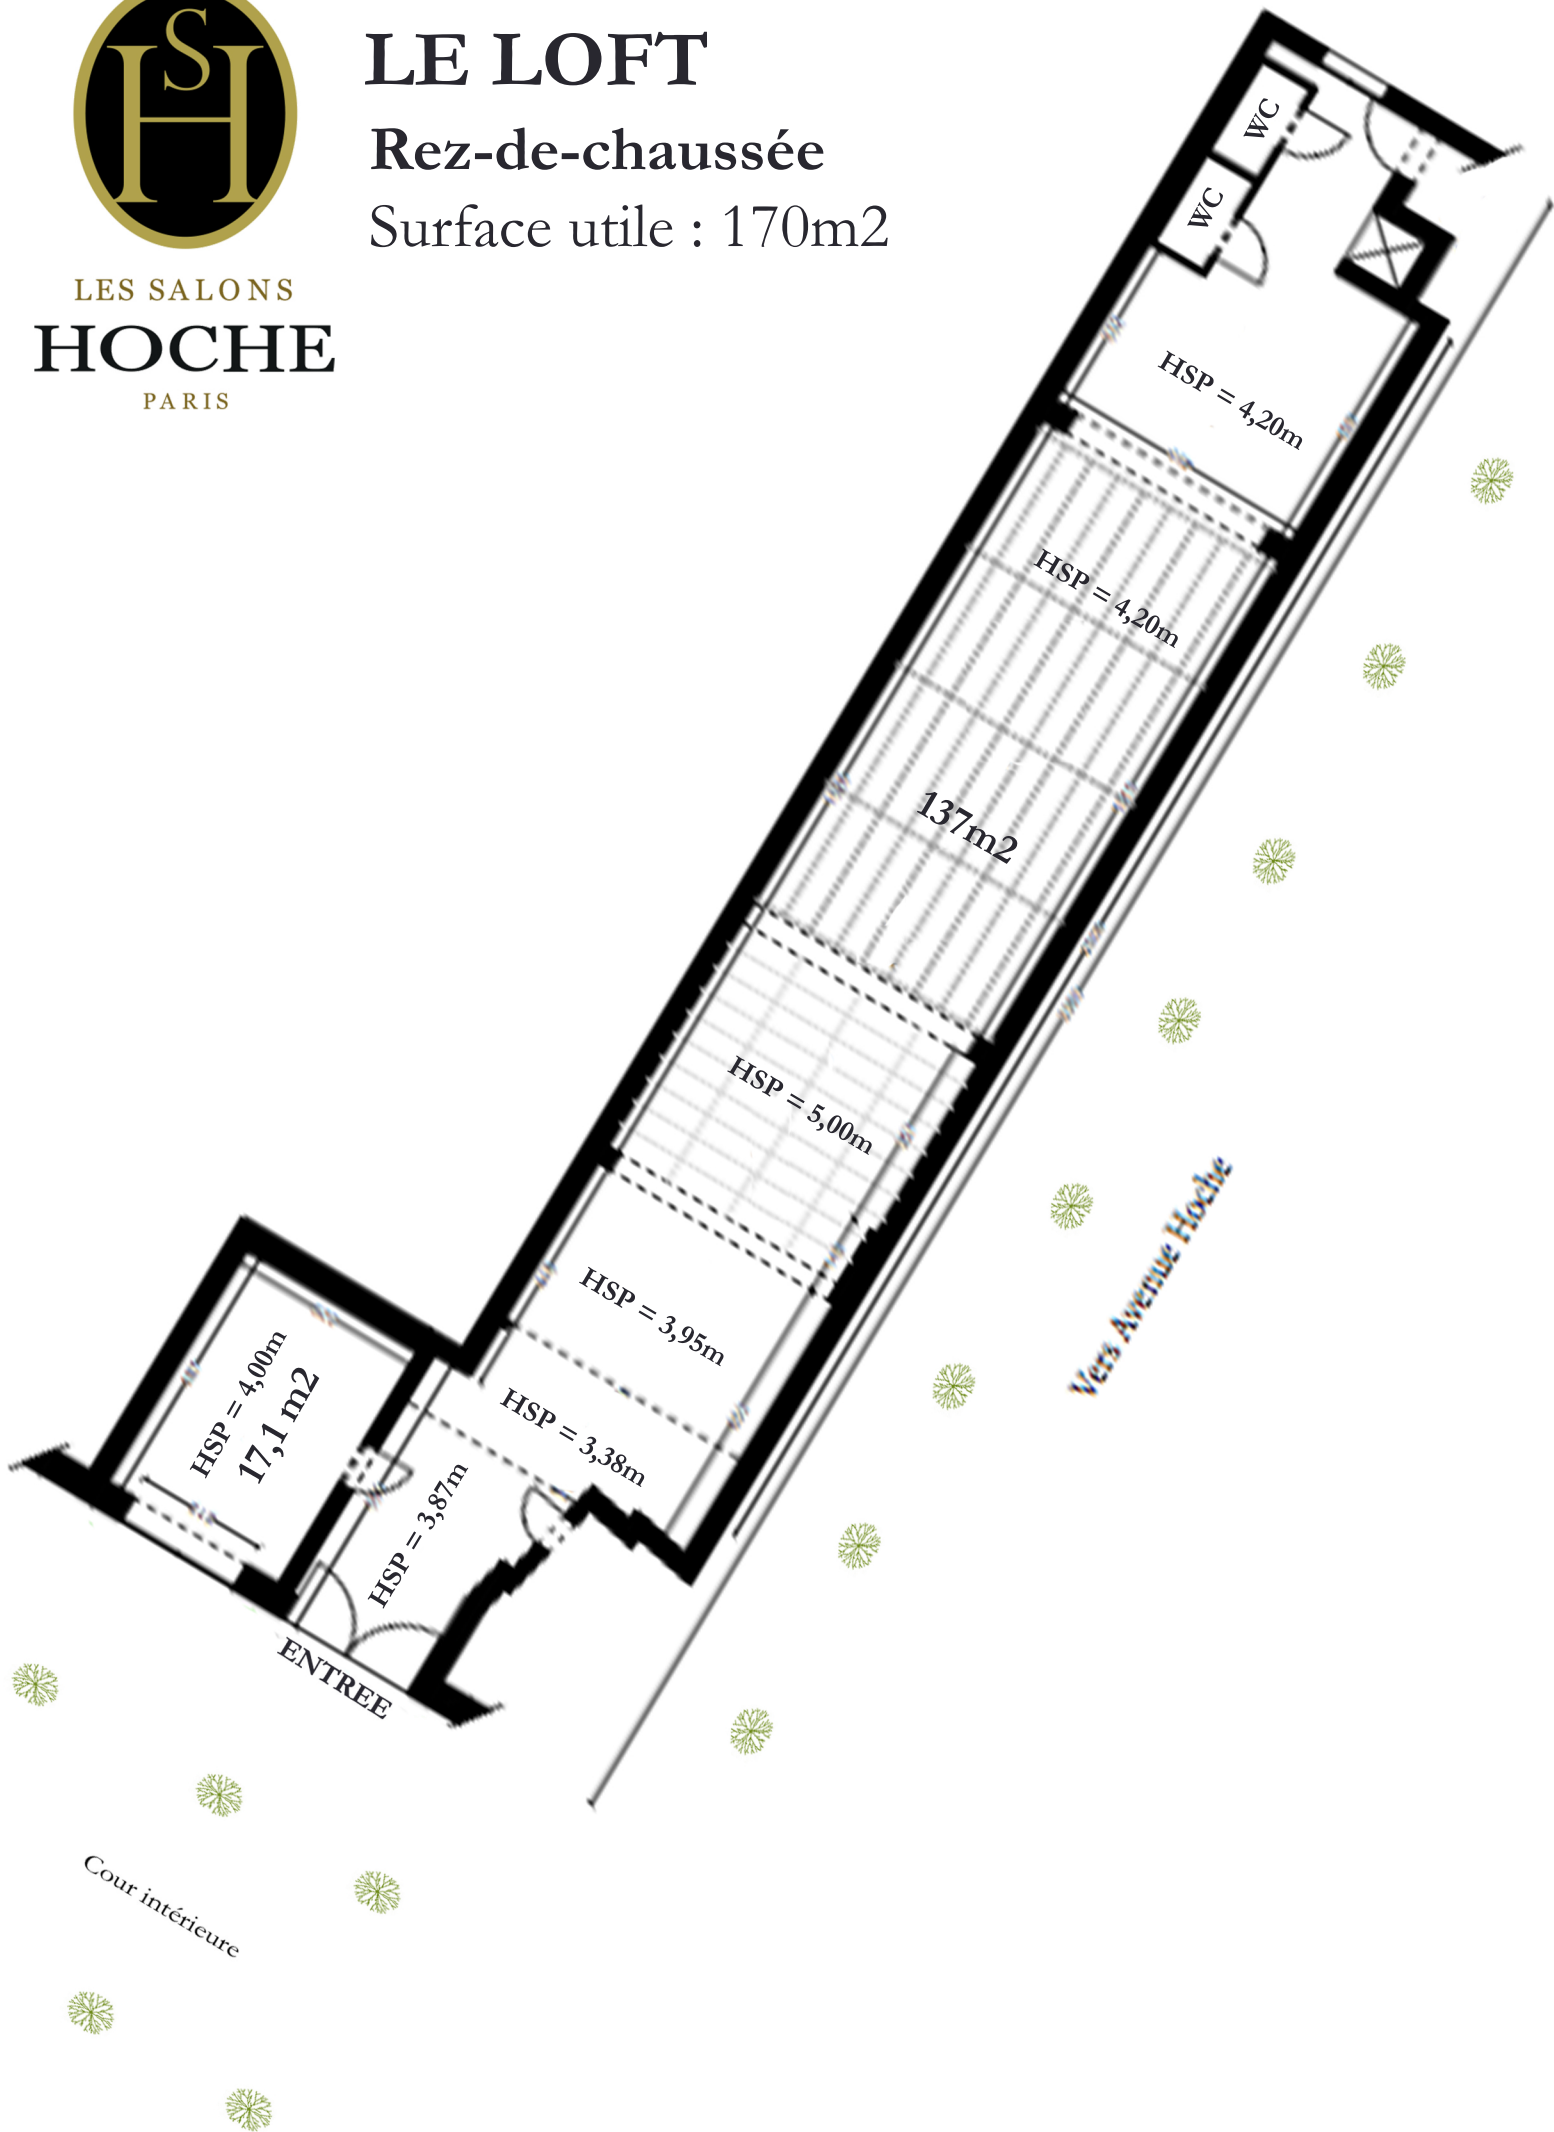 SH
LES SALONS
HOCHE
PARIS
LE LOFT
Rez-de-chaussée
Surface utile : 170m2
WC
WC
HSP = 4,20m
HSP = 4,20m
137m2
HSP = 5,00m
HSP = 3,95m
HSP = 3,38m
HSP = 4,00m
17,1 m2
HSP = 3,87m
ENTREE
Vers Avenue Hoche
Cour intérieure